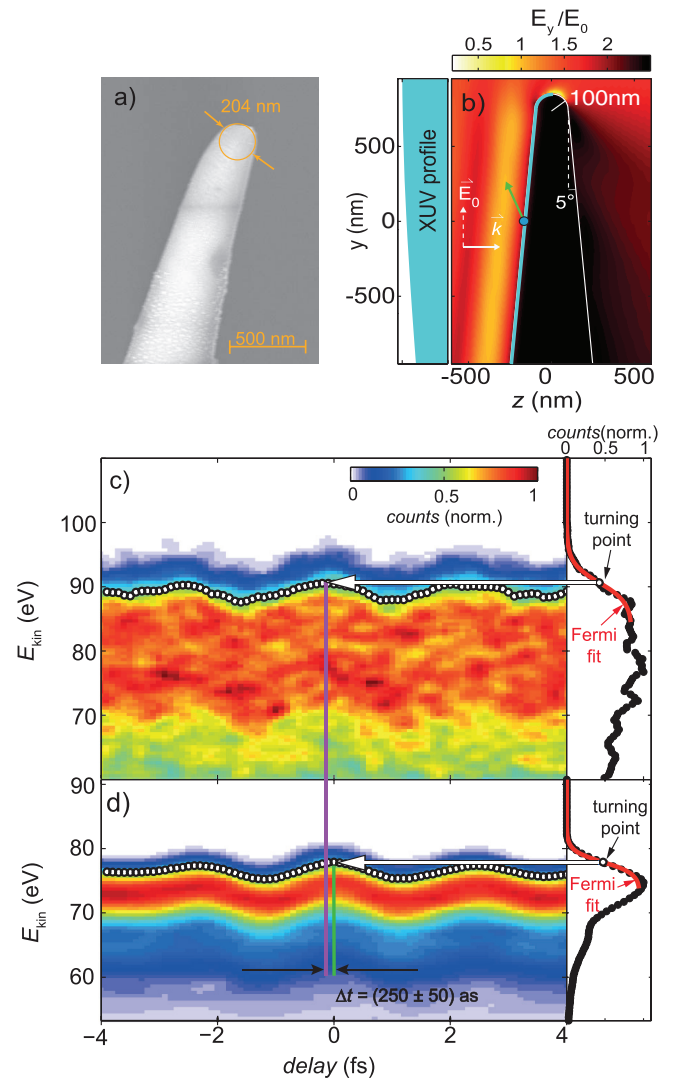 E_y/E_0
0.5 1 1.5 2
a)
204 nm
500 nm
b)
100nm
XUV profile
E_0
k
5°
y (nm)
500
0
-500
-500 0 500
z (nm)
counts(norm.)
0 0.5 1
c)
0 0.5 1
counts (norm.)
turning
point
Fermi
fit
E_kin (eV)
100
90
80
70
d)
turning
point
Fermi
fit
E_kin (eV)
90
80
70
60
Δt = (250 ± 50) as
−4 −2 0 2 4
delay (fs)